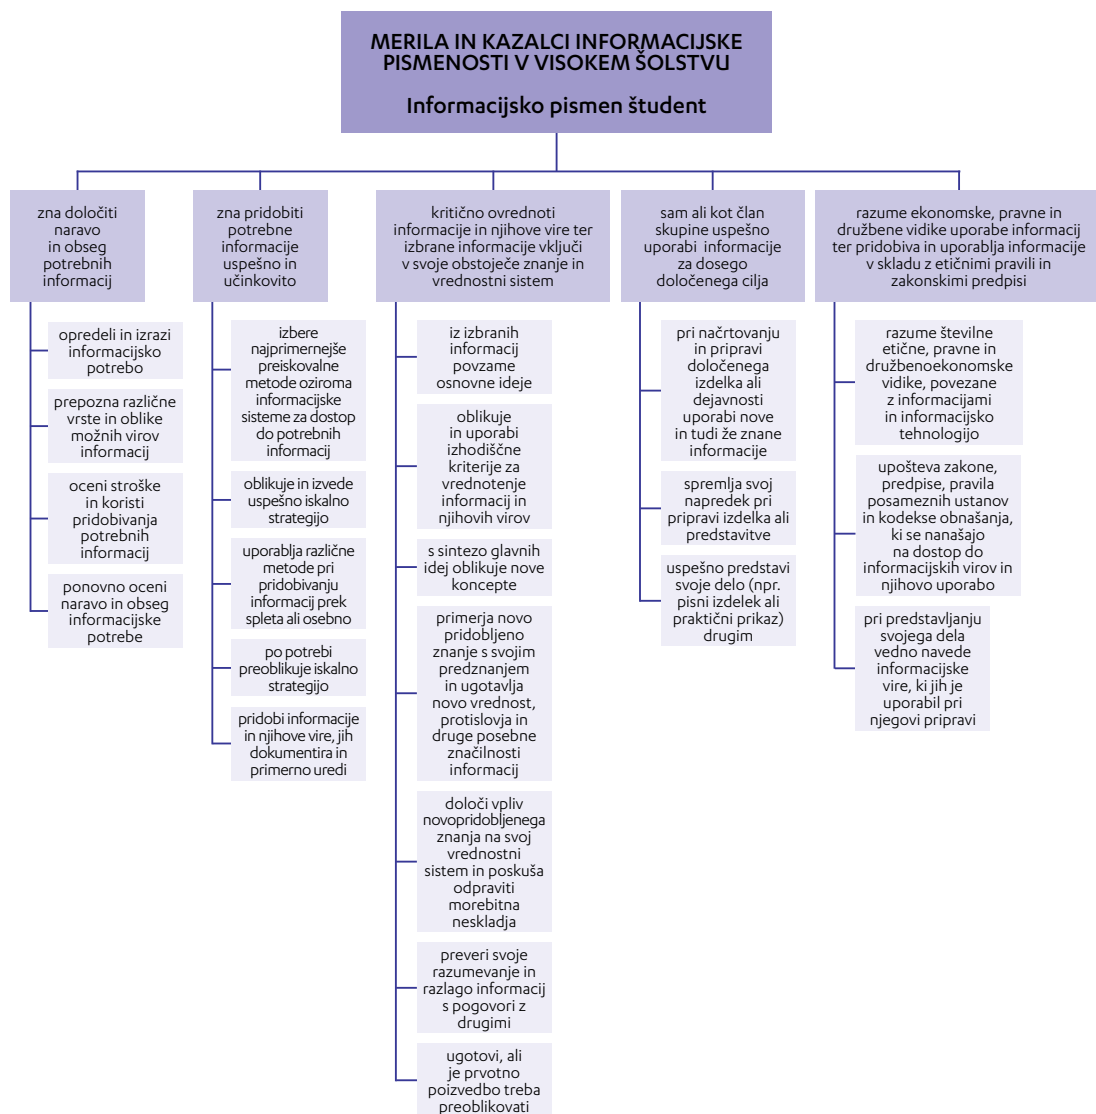 MERILA IN KAZALCI INFORMACIJSKE
PISMENOSTI V VISOKEM ŠOLSTVU
Informacijsko pismen študent
zna določiti
naravo
in obseg
potrebnih
informacij
opredeli in izrazi
informacijsko
potrebo
prepozna različne
vrste in oblike
možnih virov
informacij
oceni stroške
in koristi
pridobivanja
potrebnih
informacij
ponovno oceni
naravo in obseg
informacijske
potrebe
zna pridobiti
potrebne
informacije
uspešno in
učinkovito
izbere
najprimernejše
preiskovalne
metode oziroma
informacijske
sisteme za dostop
do potrebnih
informacij
oblikuje in izvede
uspešno iskalno
strategijo
uporablja različne
metode pri
pridobivanju
informacij prek
spleta ali osebno
po potrebi
preoblikuje iskalno
strategijo
pridobi informacije
in njihove vire, jih
dokumentira in
primerno uredi
kritično ovrednoti
informacije in njihove vire ter
izbrane informacije vključi
v svoje obstoječe znanje in
vrednostni sistem
iz izbranih
informacij
povzame
osnovne ideje
oblikuje
in uporabi
izhodiščne
kriterije za
vrednotenje
informacij in
njihovih virov
s sintezo glavnih
idej oblikuje nove
koncepte
primerja novo
pridobljeno
znanje s svojim
predznanjem
in ugotavlja
novo vrednost,
protislovja in
druge posebne
značilnosti
informacij
določi vpliv
novopridobljenega
znanja na svoj
vrednostni
sistem in poskuša
odpraviti
morebitna
neskladja
preveri svoje
razumevanje in
razlago informacij
s pogovori z
drugimi
ugotovi, ali
je prvotno
poizvedbo treba
preoblikovati
sam ali kot član
skupine uspešno
uporabi informacije
za dosego
določenega cilja
pri načrtovanju
in pripravi
določenega
izdelka ali
dejavnosti
uporabi nove
in tudi že znane
informacije
spremlja svoj
napredek pri
pripravi izdelka ali
predstavitve
uspešno predstavi
svoje delo (npr.
pisni izdelek ali
praktični prikaz)
drugim
razume ekonomske, pravne in
družbene vidike uporabe informacij
ter pridobiva in uporablja informacije
v skladu z etičnimi pravili in
zakonskimi predpisi
razume številne
etične, pravne in
družbenoekonomske
vidike, povezane
z informacijami
in informacijsko
tehnologijo
upošteva zakone,
predpise, pravila
posameznih ustanov
in kodekse obnašanja,
ki se nanašajo
na dostop do
informacijskih virov in
njihovo uporabo
pri predstavljanju
svojega dela
vedno navede
informacijske
vire, ki jih je
uporabil pri
njegovi pripravi